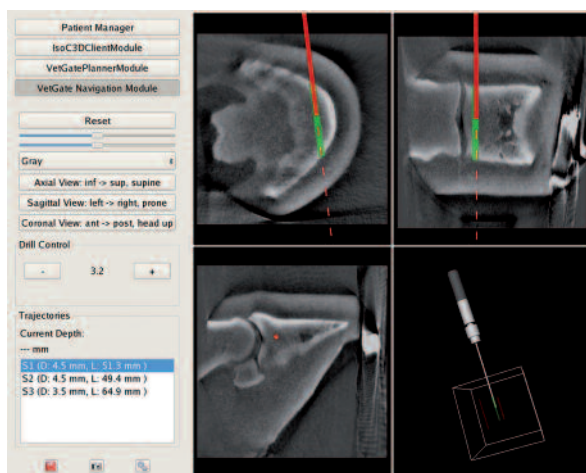 Patient Manager
IsoC3DClientModule
VetGatePlannerModule
VetGate Navigation Module
Reset
Gray
Axial View: inf -> sup, supine
Sagittal View: left -> right, prone
Coronal View: ant -> post, head up
Drill Control
- 3.2 +
Trajectories
Current Depth:
--- mm
S1 (D: 4.5 mm, L: 51.3 mm )
S2 (D: 4.5 mm, L: 49.4 mm )
S3 (D: 3.5 mm, L: 64.9 mm )